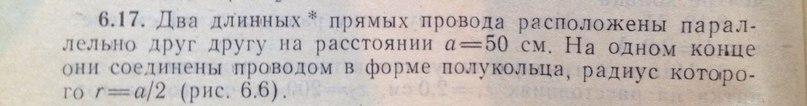 6.17. Два длинных * прямых провода расположены парал-
лельно друг другу на расстоянии a=50 см. На одном конце
они соединены проводом в форме полукольца, радиус которо-
го r=a/2 (рис. 6.6).